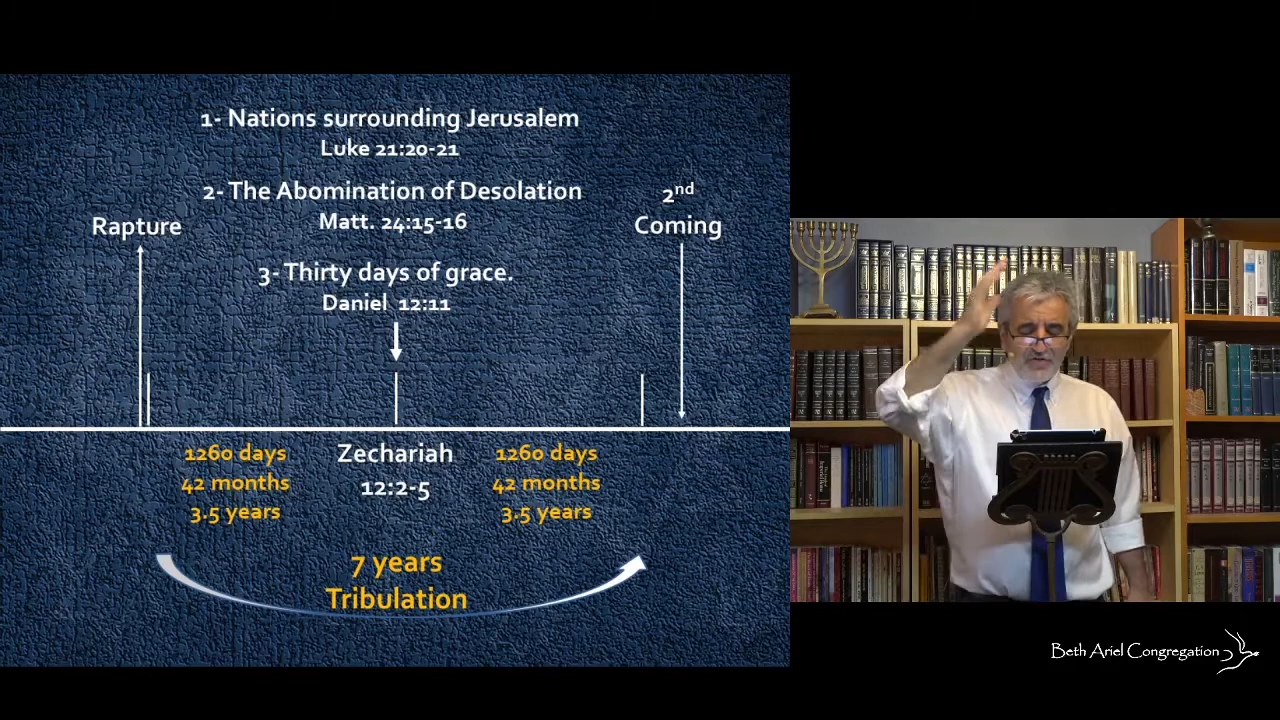 1- Nations surrounding Jerusalem
Luke 21:20-21
2- The Abomination of Desolation
Matt. 24:15-16
3- Thirty days of grace.
Daniel 12:11
Rapture
2nd
Coming
1260 days
42 months
3.5 years
Zechariah
12:2-5
1260 days
42 months
3.5 years
7 years
Tribulation
Beth Ariel Congregation